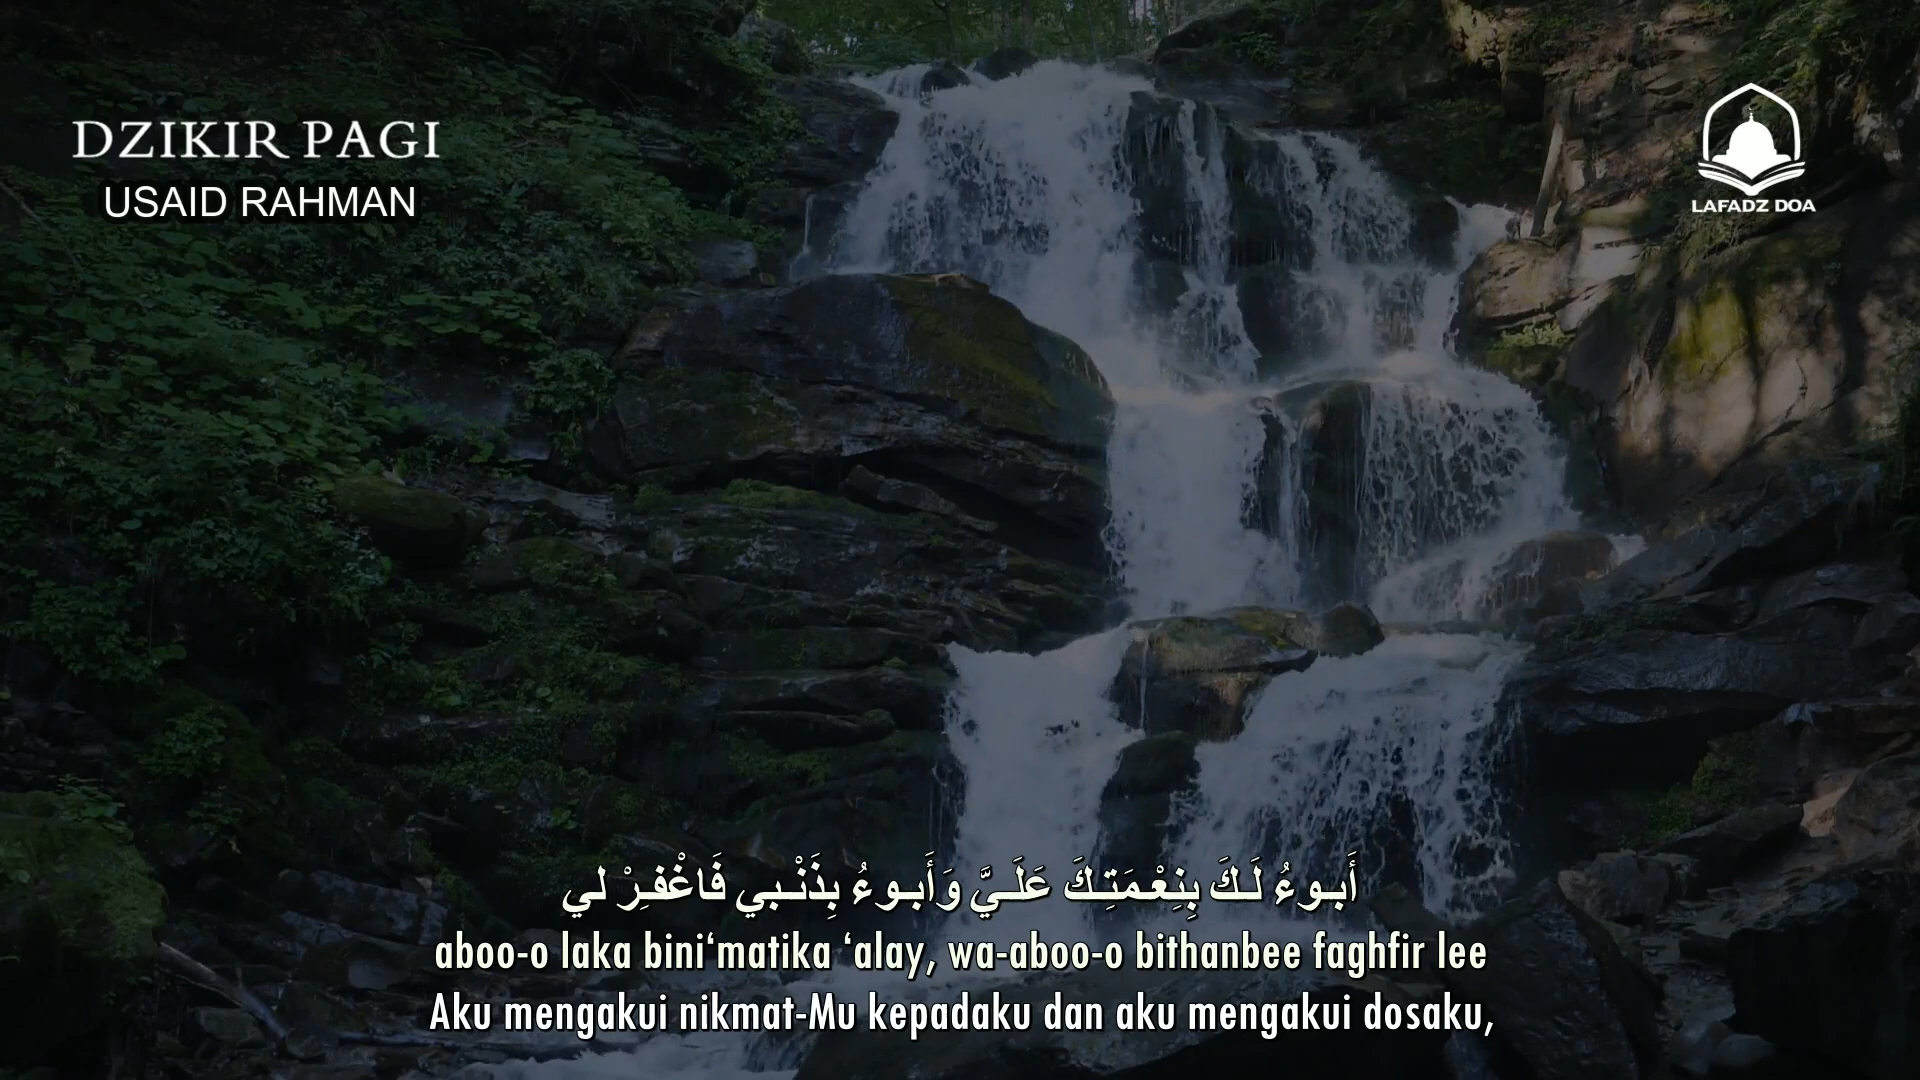 DZIKIR PAGI
USAID RAHMAN
LAFADZ DOA
أَبـوءُ لَـكَ بِنِعْـمَتِـكَ عَلَـيَّ وَأَبـوءُ بِذَنْـبي فَاغْفـِرْ لي
aboo-o laka bini‘matika ‘alay, wa-aboo-o bithanbee faghfir lee
Aku mengakui nikmat-Mu kepadaku dan aku mengakui dosaku,